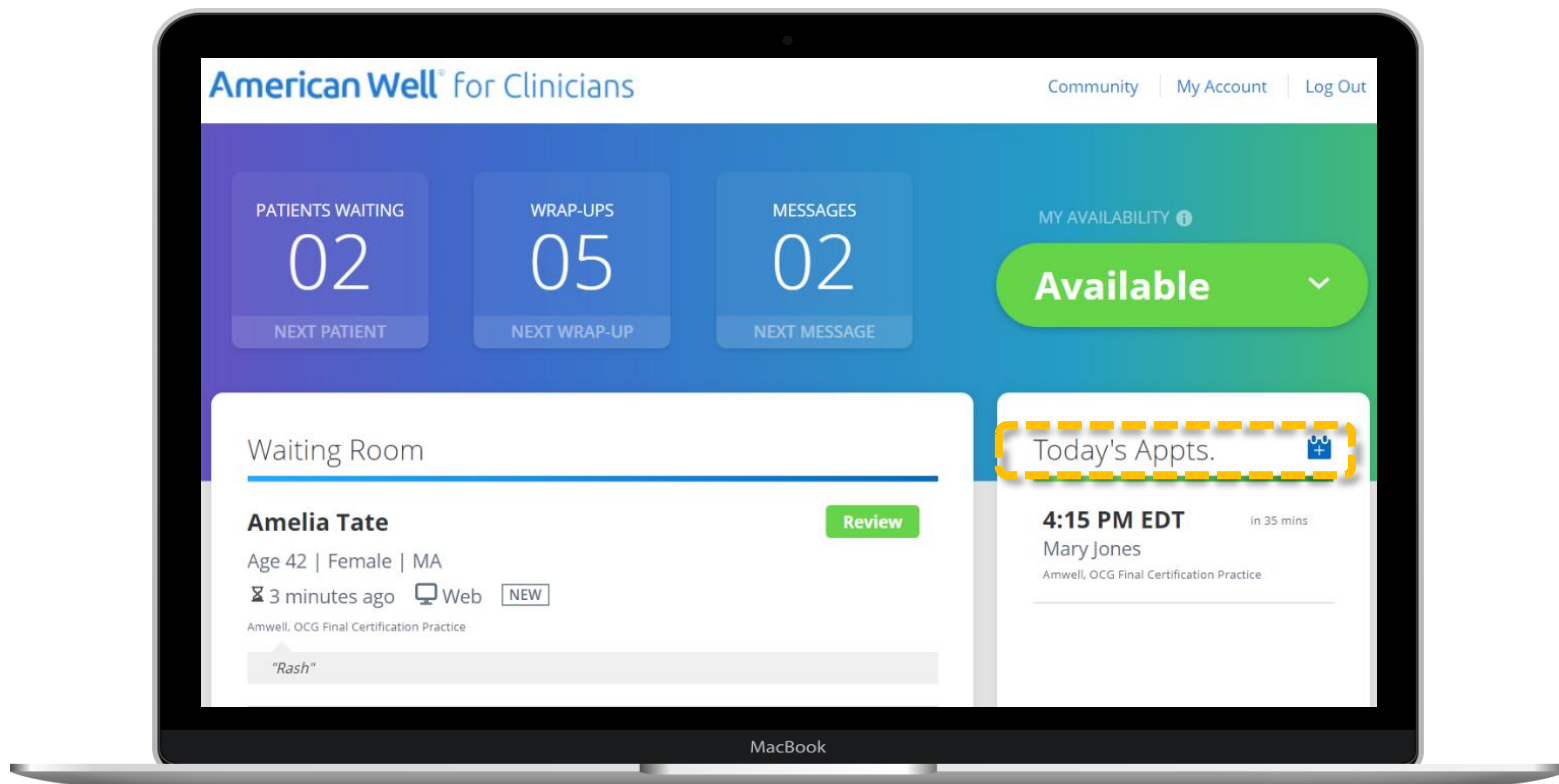 American Well® for Clinicians
Community | My Account | Log Out
PATIENTS WAITING
02
NEXT PATIENT
WRAP-UPS
05
NEXT WRAP-UP
MESSAGES
02
NEXT MESSAGE
MY AVAILABILITY
Available
Waiting Room
Amelia Tate
Review
Age 42 | Female | MA
3 minutes ago Web NEW
Amwell, OCG Final Certification Practice
"Rash"
Today's Appts.
4:15 PM EDT in 35 mins
Mary Jones
Amwell, OCG Final Certification Practice
MacBook